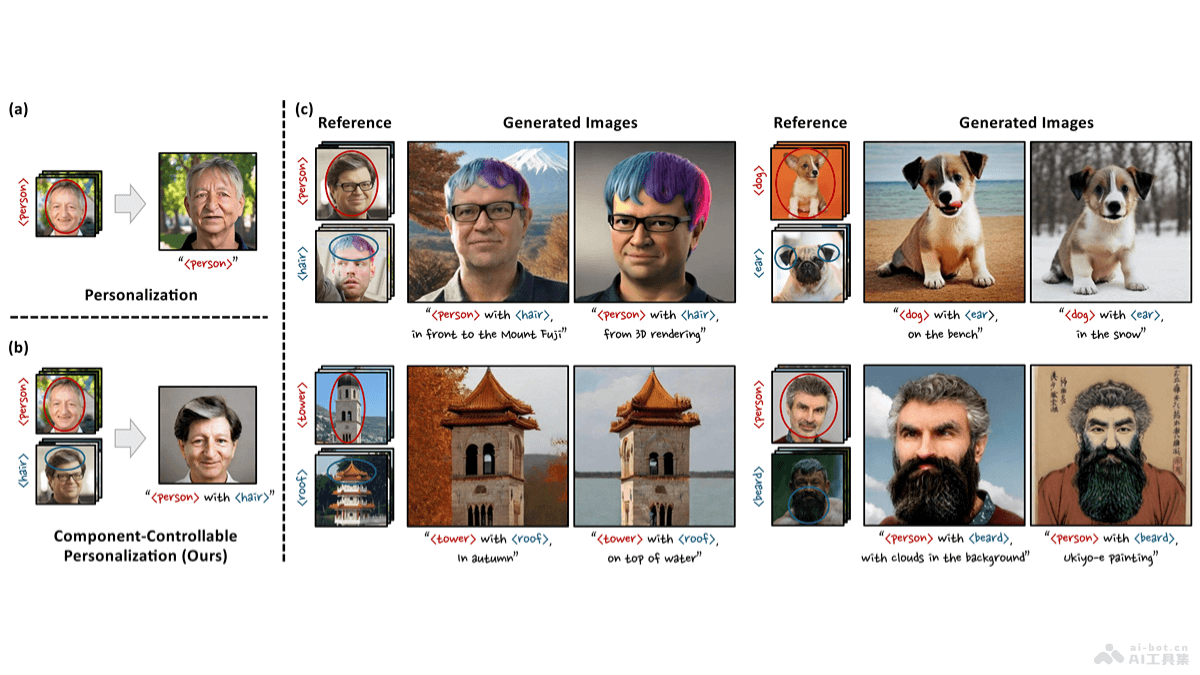 (a)
<person>
"<person>"
Personalization
(b)
<person>
<hair>
"<person> with <hair>"
Component-Controllable
Personalization (Ours)
(c)
Reference
Generated Images
<person>
<hair>
"<person> with <hair>,
in front to the Mount Fuji"
"<person> with <hair>,
from 3D rendering"
Reference
Generated Images
<dog>
<ear>
"<dog> with <ear>,
on the bench"
"<dog> with <ear>,
in the snow"
<tower>
<roof>
"<tower> with <roof>,
In autumn"
"<tower> with <roof>,
on top of water"
<person>
<beard>
"<person> with <beard>,
with clouds in the background"
"<person> with <beard>,
Ukiyo-e painting"
ai-bot.cn
AI工具集